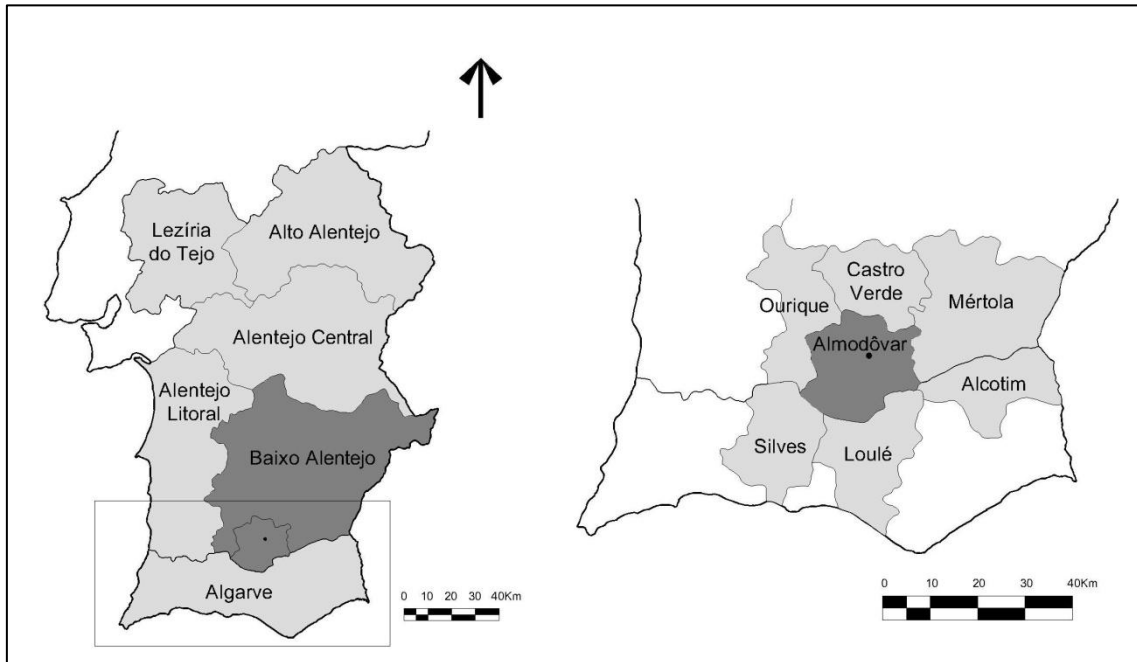 Lezíria
do Tejo
Alto Alentejo
Alentejo Central
Alentejo
Litoral
Baixo Alentejo
Algarve
0 10 20 30 40Km
Castro
Verde
Ourique
Mértola
Almodôvar
Alcotim
Silves
Loulé
0 10 20 30 40Km